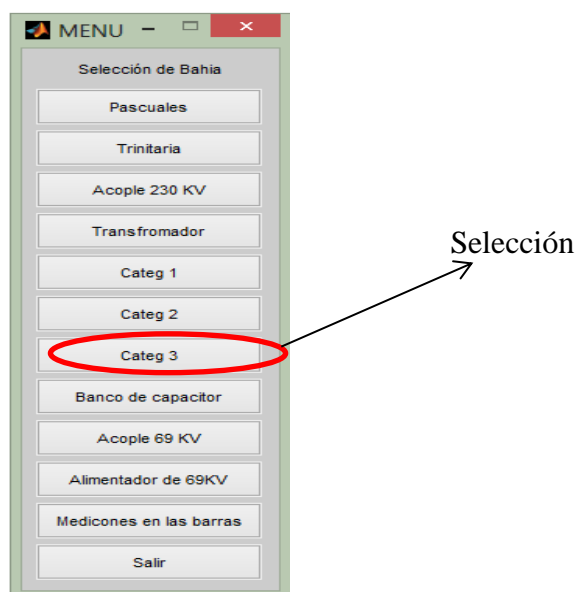 MENU
Selección de Bahia
Pascuales
Trinitaria
Acople 230 KV
Transfromador
Categ 1
Categ 2
Categ 3
Selección
Banco de capacitor
Acople 69 KV
Alimentador de 69KV
Medicones en las barras
Salir